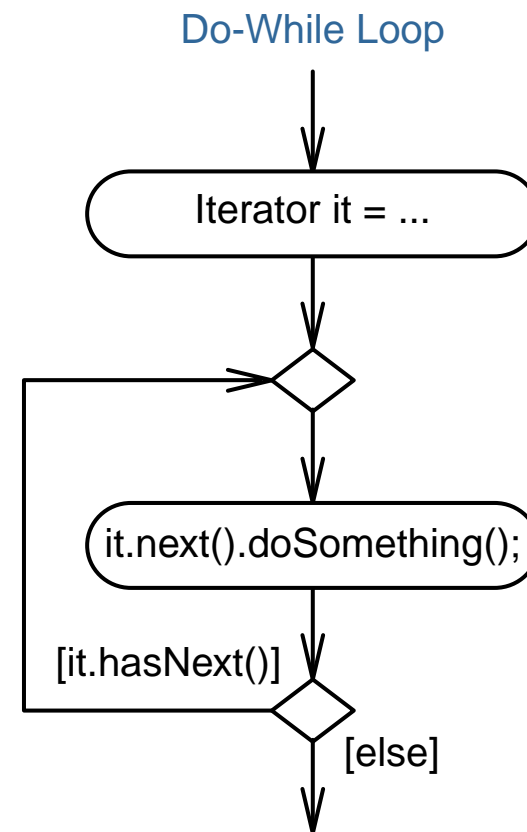 Do-While Loop
Iterator it = ...
it.next().doSomething();
[it.hasNext()]
[else]